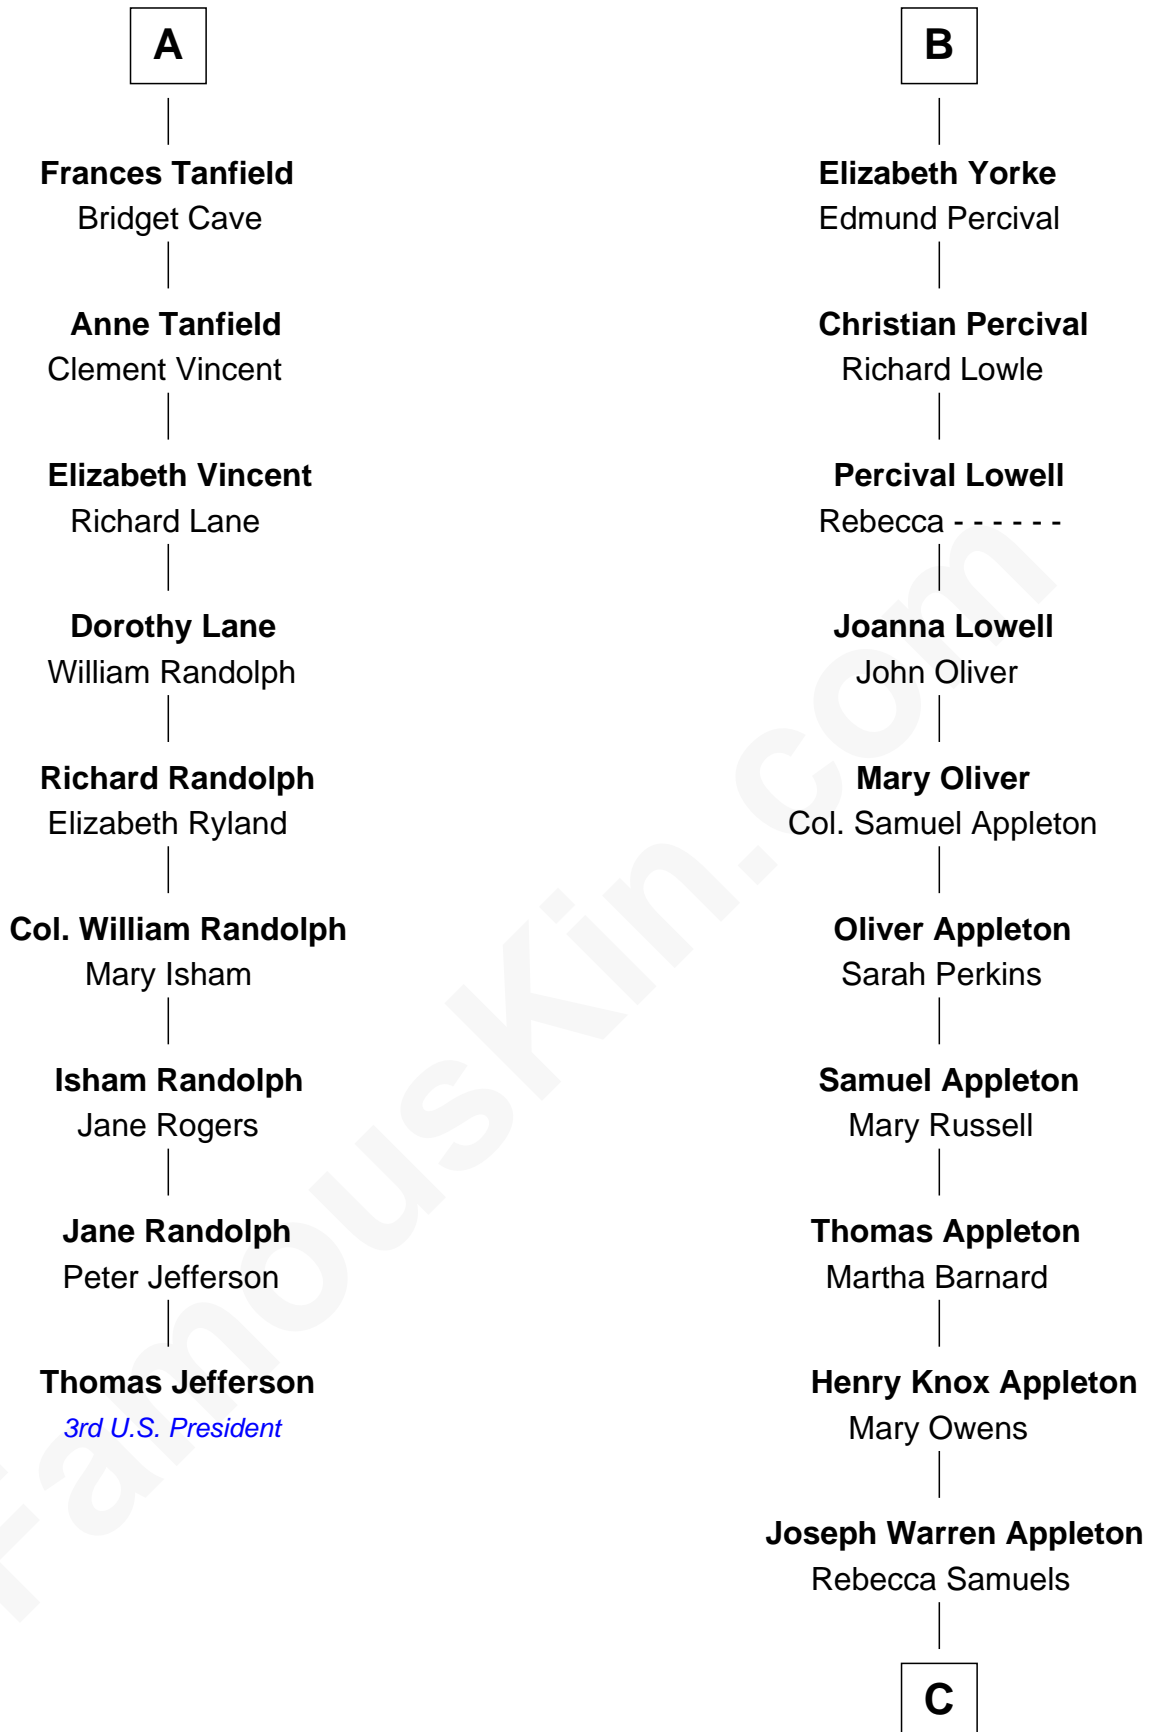 A
Frances Tanfield
Bridget Cave
Anne Tanfield
Clement Vincent
Elizabeth Vincent
Richard Lane
Dorothy Lane
William Randolph
Richard Randolph
Elizabeth Ryland
Col. William Randolph
Mary Isham
Isham Randolph
Jane Rogers
Jane Randolph
Peter Jefferson
Thomas Jefferson
3rd U.S. President
B
Elizabeth Yorke
Edmund Percival
Christian Percival
Richard Lowle
Percival Lowell
Rebecca - - - - - -
Joanna Lowell
John Oliver
Mary Oliver
Col. Samuel Appleton
Oliver Appleton
Sarah Perkins
Samuel Appleton
Mary Russell
Thomas Appleton
Martha Barnard
Henry Knox Appleton
Mary Owens
Joseph Warren Appleton
Rebecca Samuels
C
FamousKin.com